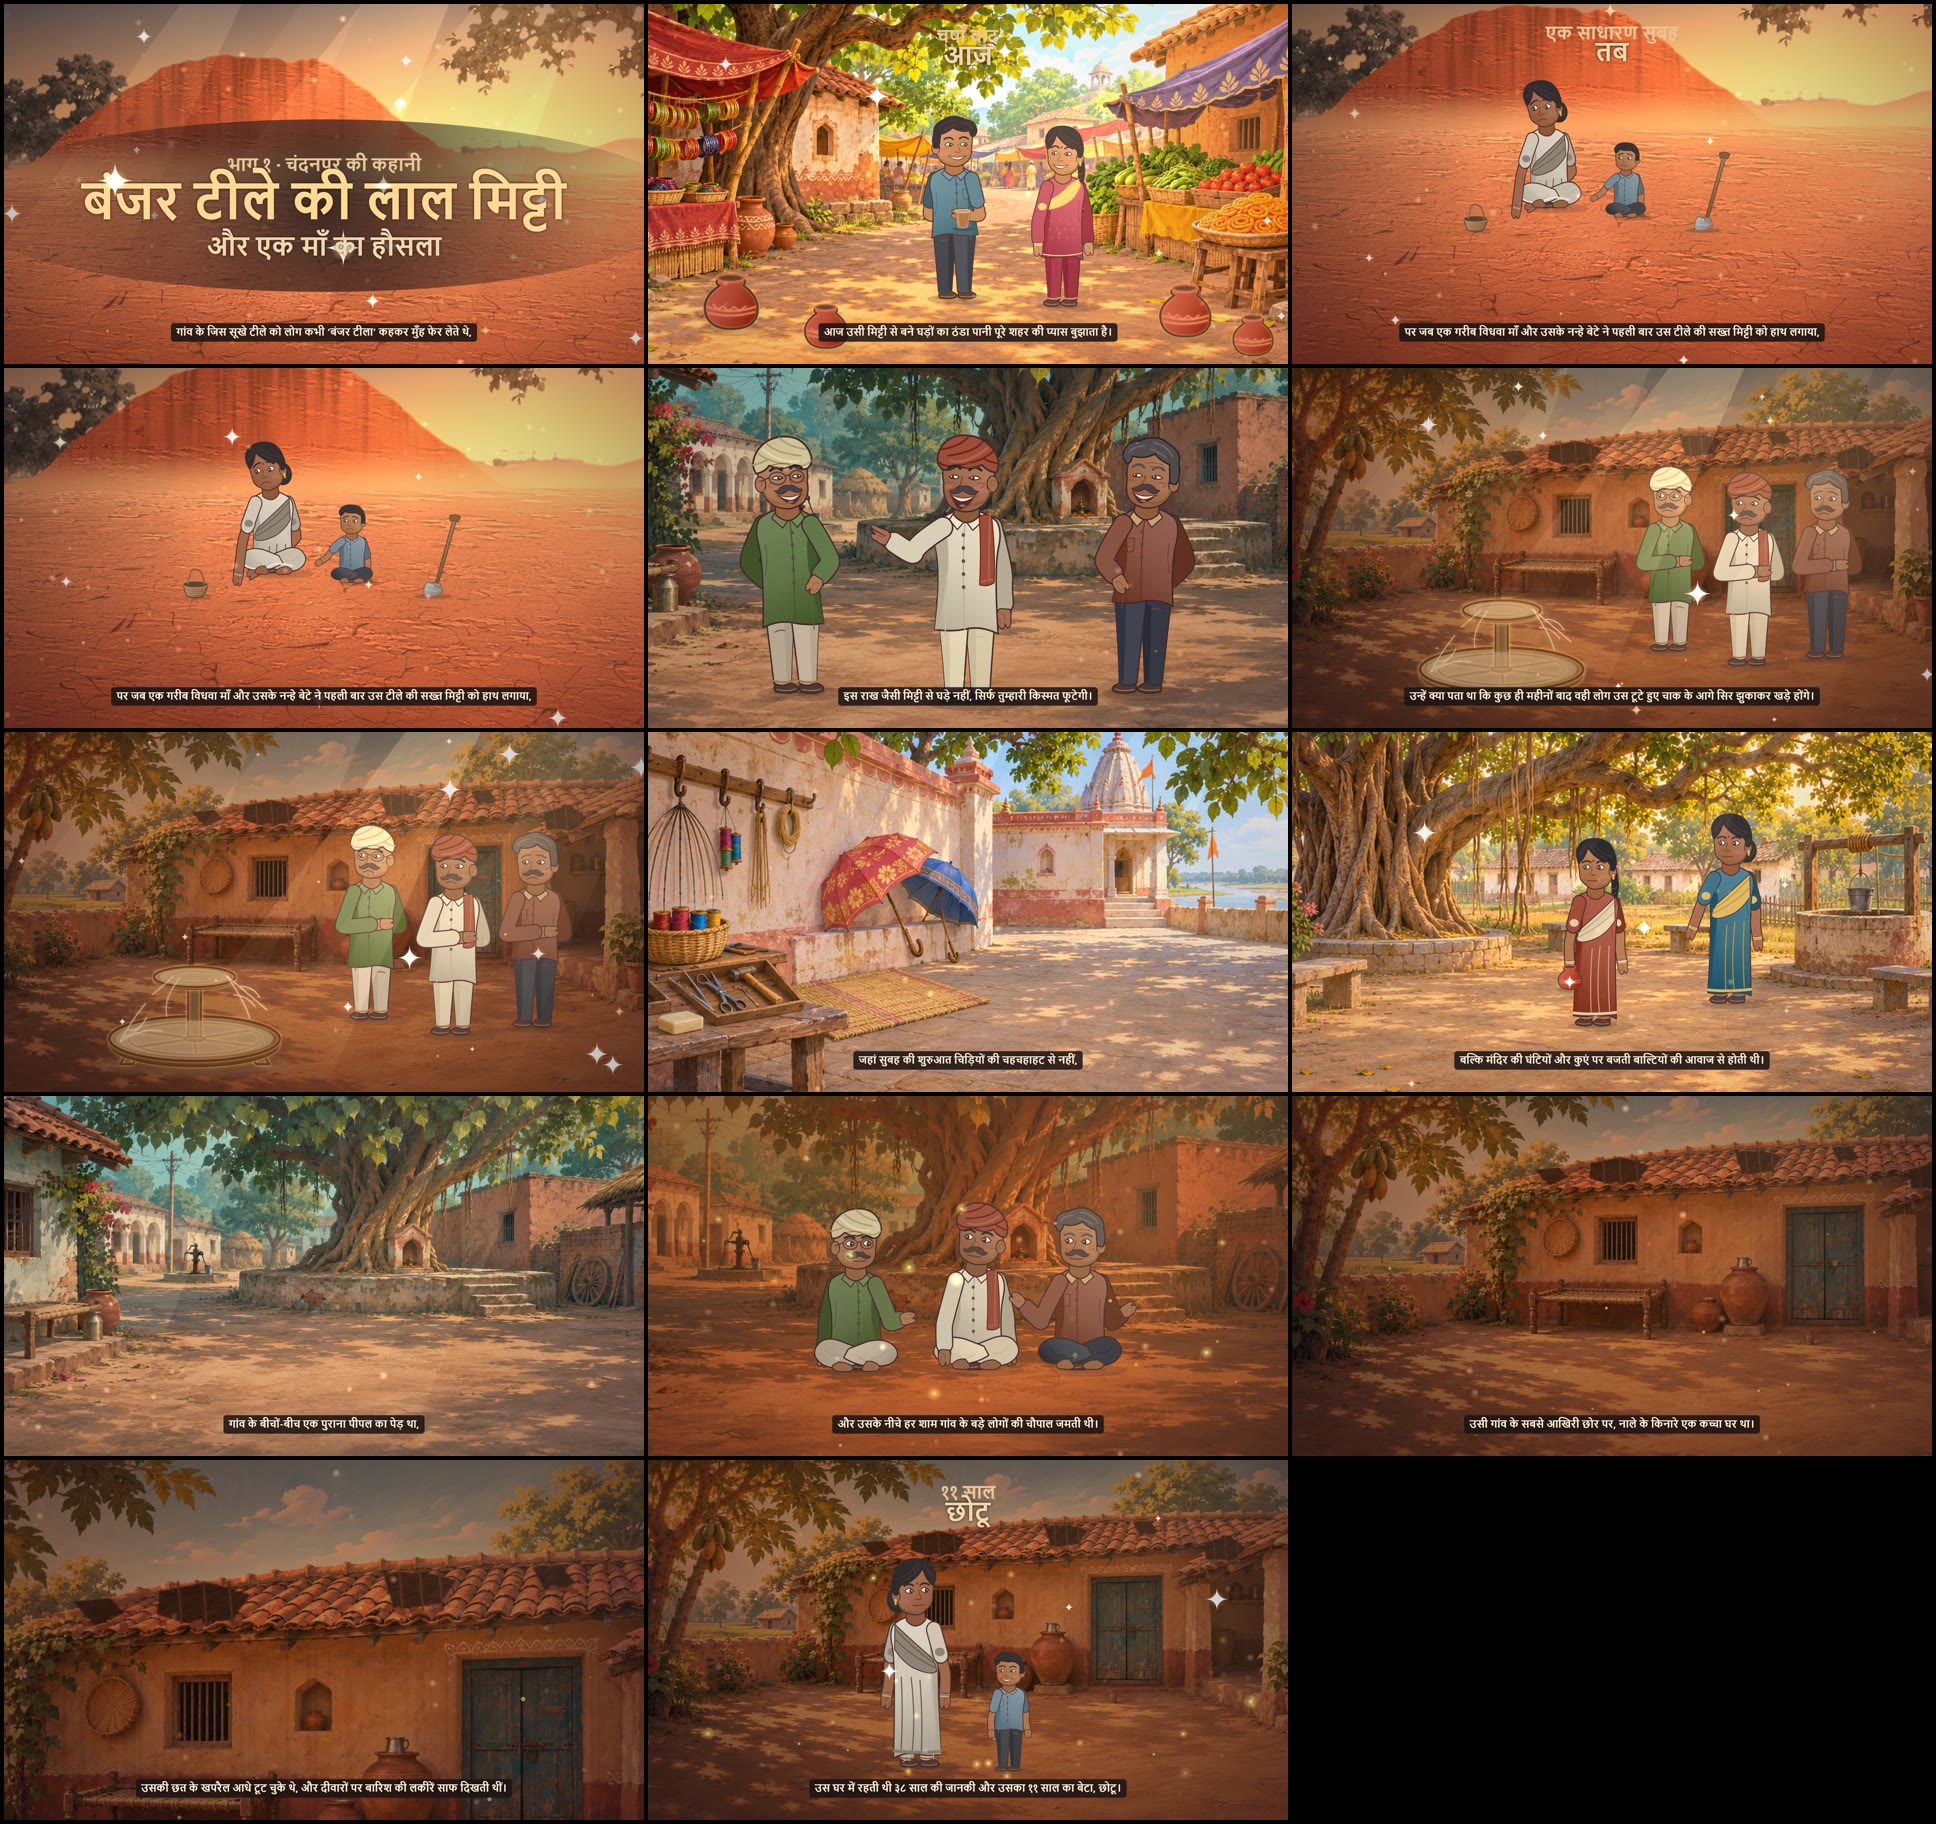 भाग १ · चंदनपुर की कहानी
बंजर टीले की लाल मिट्टी
और एक माँ का हौसला
गांव के जिस सूखे टीले को लोग कभी 'बंजर टीला' कहकर मुँह फेर लेते थे,
बाद
आज
आज उसी मिट्टी से बने घड़ों का ठंडा पानी पूरे शहर की प्यास बुझाता है।
एक साधारण सुबह
तब
पर जब एक गरीब विधवा माँ और उसके नन्हे बेटे ने पहली बार उस टीले की सख्त मिट्टी को हाथ लगाया,
पर जब एक गरीब विधवा माँ और उसके नन्हे बेटे ने पहली बार उस टीले की सख्त मिट्टी को हाथ लगाया,
इस राख जैसी मिट्टी से घड़े नहीं, सिर्फ तुम्हारी किस्मत फूटेगी।
उन्हें क्या पता था कि कुछ ही महीनों बाद वही लोग उस टूटे हुए चाक के आगे सिर झुकाकर खड़े होंगे।
जहां सुबह की शुरुआत चिड़ियों की चहचहाहट से नहीं,
बल्कि मंदिर की घंटियों और कुएं पर बजती बाल्टियों की आवाज से होती थी।
गांव के बीचों-बीच एक पुराना पीपल का पेड़ था,
और उसके नीचे हर शाम गांव के बड़े लोगों की चौपाल जमती थी।
उसी गांव के सबसे आखिरी छोर पर, नाले के किनारे एक कच्चा घर था।
उसकी छत के खपरैल आधे टूट चुके थे, और दीवारों पर बारिश की लकीरें साफ दिखती थीं।
११ साल
छोटू
उस घर में रहती थी ३८ साल की जानकी और उसका ११ साल का बेटा, छोटू।